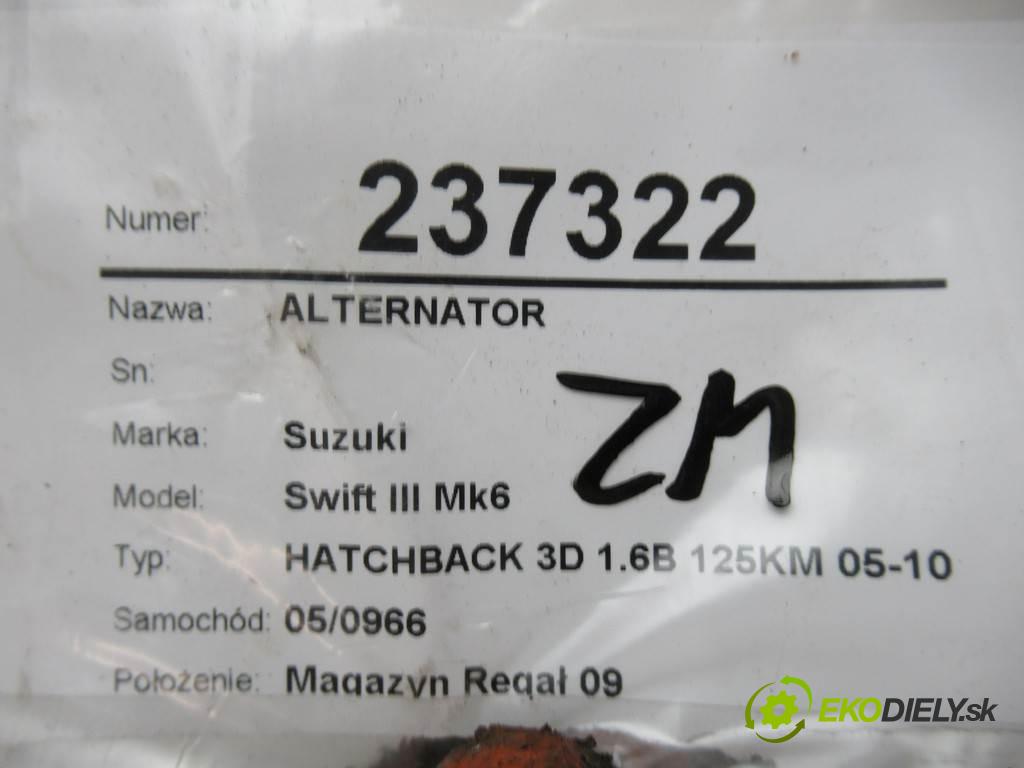 Numer: 237322
Nazwa: ALTERNATOR
Sn:
Marka: Suzuki
ZM
Model: Swift III Mk6
Typ: HATCHBACK 3D 1.6B 125KM 05-10
Samochód: 05/0966
Położenie: Magazyn Regał 09
EKODIELY.sk